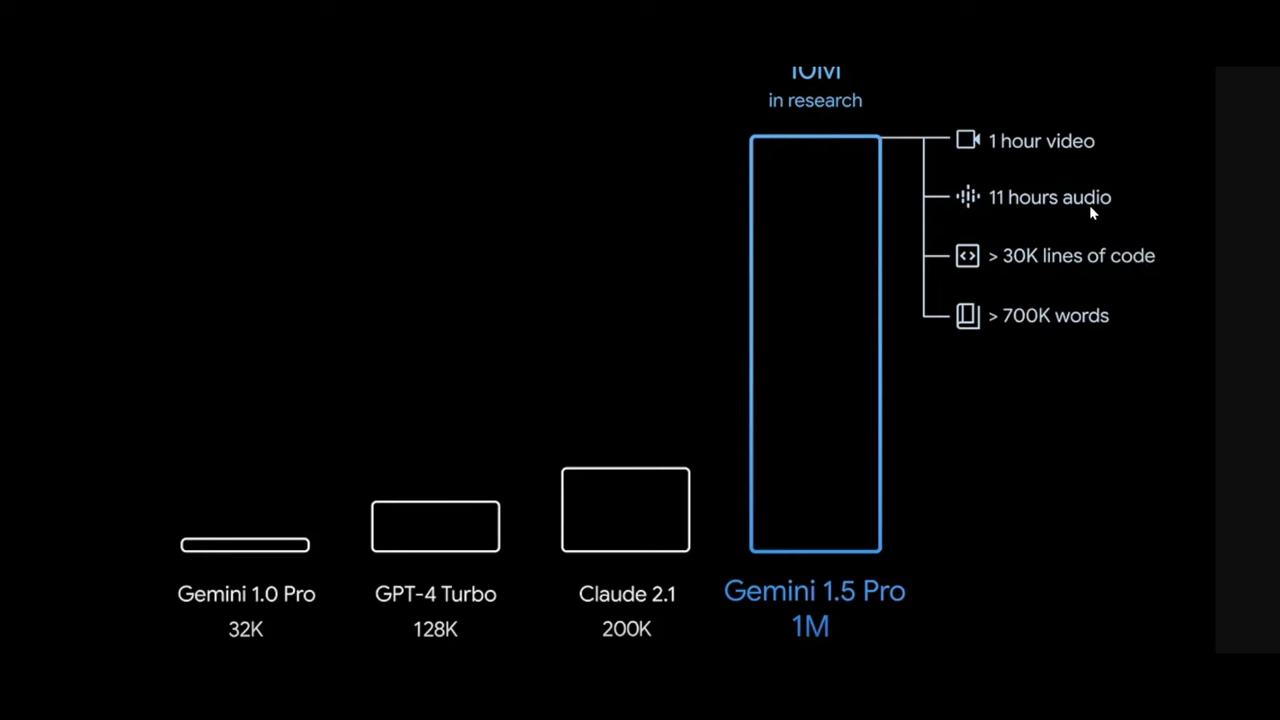 10M
in research
1 hour video
11 hours audio
> 30K lines of code
> 700K words
Gemini 1.0 Pro
32K
GPT-4 Turbo
128K
Claude 2.1
200K
Gemini 1.5 Pro
1M